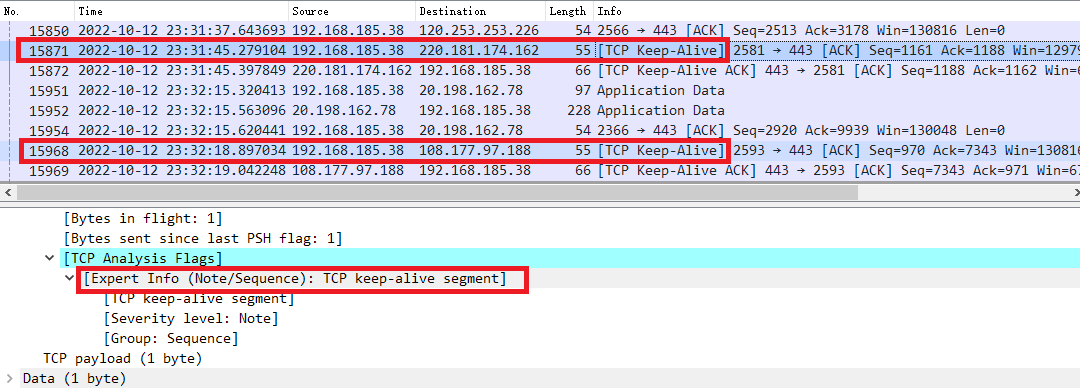 No. Time Source Destination Length Info
15850 2022-10-12 23:31:37.643693 192.168.185.38 120.253.253.226 54 2566 → 443 [ACK] Seq=2513 Ack=3178 Win=130816 Len=0
15871 2022-10-12 23:31:45.279104 192.168.185.38 220.181.174.162 55 [TCP Keep-Alive] 2581 → 443 [ACK] Seq=1161 Ack=1188 Win=12979
15872 2022-10-12 23:31:45.397849 220.181.174.162 192.168.185.38 66 [TCP Keep-Alive ACK] 443 → 2581 [ACK] Seq=1188 Ack=1162 Win=6
15951 2022-10-12 23:32:15.320413 192.168.185.38 20.198.162.78 97 Application Data
15952 2022-10-12 23:32:15.563096 20.198.162.78 192.168.185.38 228 Application Data
15954 2022-10-12 23:32:15.620441 192.168.185.38 20.198.162.78 54 2366 → 443 [ACK] Seq=2920 Ack=9939 Win=130048 Len=0
15968 2022-10-12 23:32:18.897034 192.168.185.38 108.177.97.188 55 [TCP Keep-Alive] 2593 → 443 [ACK] Seq=970 Ack=7343 Win=130816
15969 2022-10-12 23:32:19.042248 108.177.97.188 192.168.185.38 66 [TCP Keep-Alive ACK] 443 → 2593 [ACK] Seq=7343 Ack=971 Win=67
[Bytes in flight: 1]
[Bytes sent since last PSH flag: 1]
[TCP Analysis Flags]
[Expert Info (Note/Sequence): TCP keep-alive segment]
[TCP keep-alive segment]
[Severity level: Note]
[Group: Sequence]
TCP payload (1 byte)
Data (1 byte)